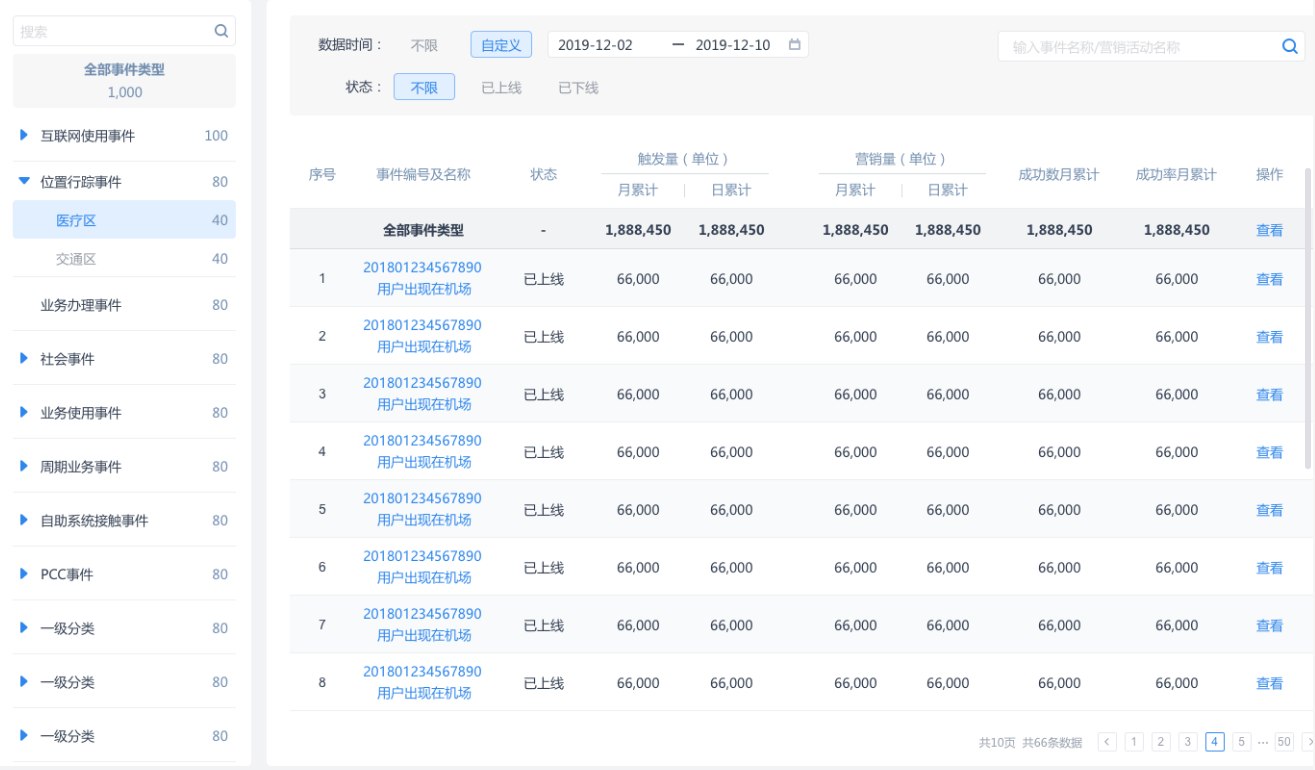 搜索
全部事件类型
1,000
互联网使用事件 100
位置行踪事件 80
医疗区 40
交通区 40
业务办理事件 80
社会事件 80
业务使用事件 80
周期业务事件 80
自助系统接触事件 80
PCC事件 80
一级分类 80
一级分类 80
一级分类 80
数据时间： 不限 自定义 2019-12-02 — 2019-12-10
输入事件名称/营销活动名称
状态： 不限 已上线 已下线
序号 事件编号及名称 状态 触发量（单位） 营销量（单位） 成功数月累计 成功率月累计 操作
月累计 日累计 月累计 日累计
全部事件类型 - 1,888,450 1,888,450 1,888,450 1,888,450 1,888,450 1,888,450 查看
1 201801234567890 已上线 66,000 66,000 66,000 66,000 66,000 66,000 查看
用户出现在机场
2 201801234567890 已上线 66,000 66,000 66,000 66,000 66,000 66,000 查看
用户出现在机场
3 201801234567890 已上线 66,000 66,000 66,000 66,000 66,000 66,000 查看
用户出现在机场
4 201801234567890 已上线 66,000 66,000 66,000 66,000 66,000 66,000 查看
用户出现在机场
5 201801234567890 已上线 66,000 66,000 66,000 66,000 66,000 66,000 查看
用户出现在机场
6 201801234567890 已上线 66,000 66,000 66,000 66,000 66,000 66,000 查看
用户出现在机场
7 201801234567890 已上线 66,000 66,000 66,000 66,000 66,000 66,000 查看
用户出现在机场
8 201801234567890 已上线 66,000 66,000 66,000 66,000 66,000 66,000 查看
用户出现在机场
共10页 共66条数据 < 1 2 3 4 5 ··· 50 >